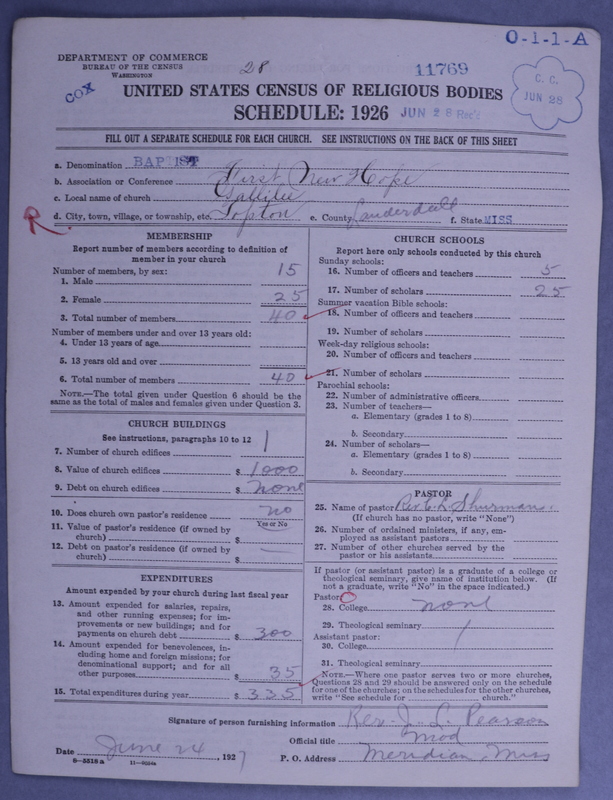 O-1-1-A
DEPARTMENT OF COMMERCE
BUREAU OF THE CENSUS
WASHINGTON
28
11769
COX
C. C.
JUN 28
UNITED STATES CENSUS OF RELIGIOUS BODIES
SCHEDULE: 1926
JUN 28 Rec'd
FILL OUT A SEPARATE SCHEDULE FOR EACH CHURCH. SEE INSTRUCTIONS ON THE BACK OF THIS SHEET
a. Denomination BAPTIST
b. Association or Conference First New Hope
c. Local name of church Gallilee
R d. City, town, village, or township, etc. Topton e. County Lauderdall f. State MISS.
MEMBERSHIP
Report number of members according to definition of
member in your church
Number of members, by sex:
1. Male 15
2. Female 25
3. Total number of members 40
Number of members under and over 13 years old:
4. Under 13 years of age
5. 13 years old and over
6. Total number of members 40
NOTE.—The total given under Question 6 should be the
same as the total of males and females given under Question 3.
CHURCH BUILDINGS
See instructions, paragraphs 10 to 12
7. Number of church edifices 1
8. Value of church edifices $ 1000
9. Debt on church edifices $ none
10. Does church own pastor's residence no
Yes or No
11. Value of pastor's residence (if owned by
church) $
12. Debt on pastor's residence (if owned by
church) $ —
EXPENDITURES
Amount expended by your church during last fiscal year
13. Amount expended for salaries, repairs,
and other running expenses; for im-
provements or new buildings; and for
payments on church debt $ 300
14. Amount expended for benevolences, in-
cluding home and foreign missions; for
denominational support; and for all
other purposes $ 35
15. Total expenditures during year $ 335
CHURCH SCHOOLS
Report here only schools conducted by this church
Sunday schools:
16. Number of officers and teachers 5
17. Number of scholars 25
Summer vacation Bible schools:
18. Number of officers and teachers
19. Number of scholars
Week-day religious schools:
20. Number of officers and teachers
21. Number of scholars
Parochial schools:
22. Number of administrative officers
23. Number of teachers—
a. Elementary (grades 1 to 8)
b. Secondary
24. Number of scholars—
a. Elementary (grades 1 to 8)
b. Secondary
PASTOR
25. Name of pastor Rev. E. L. Shurman
(If church has no pastor, write "None")
26. Number of ordained ministers, if any, em-
ployed as assistant pastors
27. Number of other churches served by the
pastor or his assistants
If pastor (or assistant pastor) is a graduate of a college or
theological seminary, give name of institution below. (If
not a graduate, write "No" in the space indicated.)
Pastor:
28. College none
29. Theological seminary
Assistant pastor:
30. College
31. Theological seminary
NOTE.—Where one pastor serves two or more churches,
Questions 28 and 29 should be answered only on the schedule
for one of the churches; on the schedules for the other churches,
write "See schedule for church."
Signature of person furnishing information Rev. J. L. Pearson
Official title Mod
Date June 24, 1927 P. O. Address Meridian, Miss
8—5518 a 11—9064